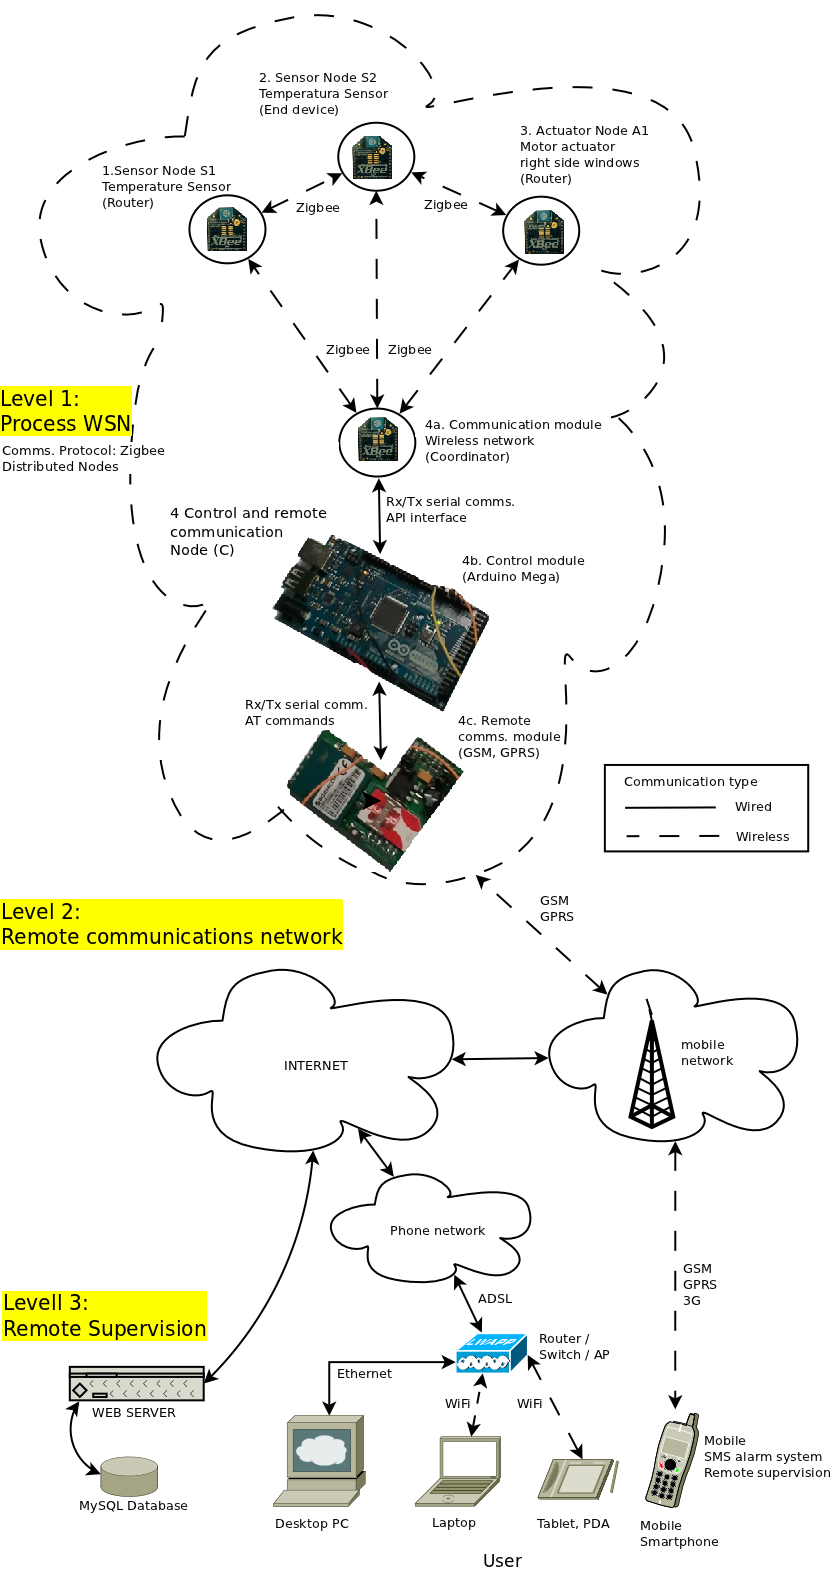 2. Sensor Node S2
Temperatura Sensor
(End device)
3. Actuator Node A1
Motor actuator
right side windows
(Router)
1.Sensor Node S1
Temperature Sensor
(Router)
XBee
XBee
XBee
Zigbee
Zigbee
Zigbee
Zigbee
Level 1:
Process WSN
Comms. Protocol: Zigbee
Distributed Nodes
XBee
4a. Communication module
Wireless network
(Coordinator)
4 Control and remote
communication
Node (C)
Rx/Tx serial comms.
API interface
4b. Control module
(Arduino Mega)
Rx/Tx serial comm.
AT commands
4c. Remote
comms. module
(GSM, GPRS)
Communication type
Wired
Wireless
Level 2:
Remote communications network
GSM
GPRS
INTERNET
mobile
network
Phone network
GSM
GPRS
3G
ADSL
Levell 3:
Remote Supervision
LWAPP
Router /
Switch / AP
Ethernet
WiFi
WiFi
WEB SERVER
MySQL Database
Desktop PC
Laptop
Tablet, PDA
Mobile
SMS alarm system
Remote supervision
Mobile
Smartphone
User